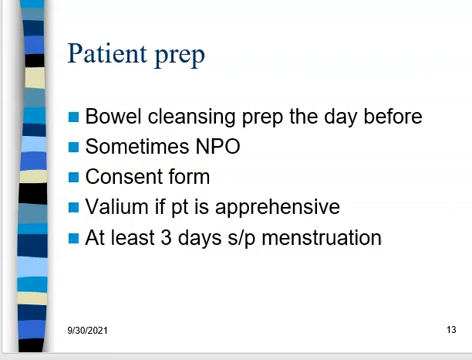 Patient prep
Bowel cleansing prep the day before
Sometimes NPO
Consent form
Valium if pt is apprehensive
At least 3 days s/p menstruation
9/30/2021
13